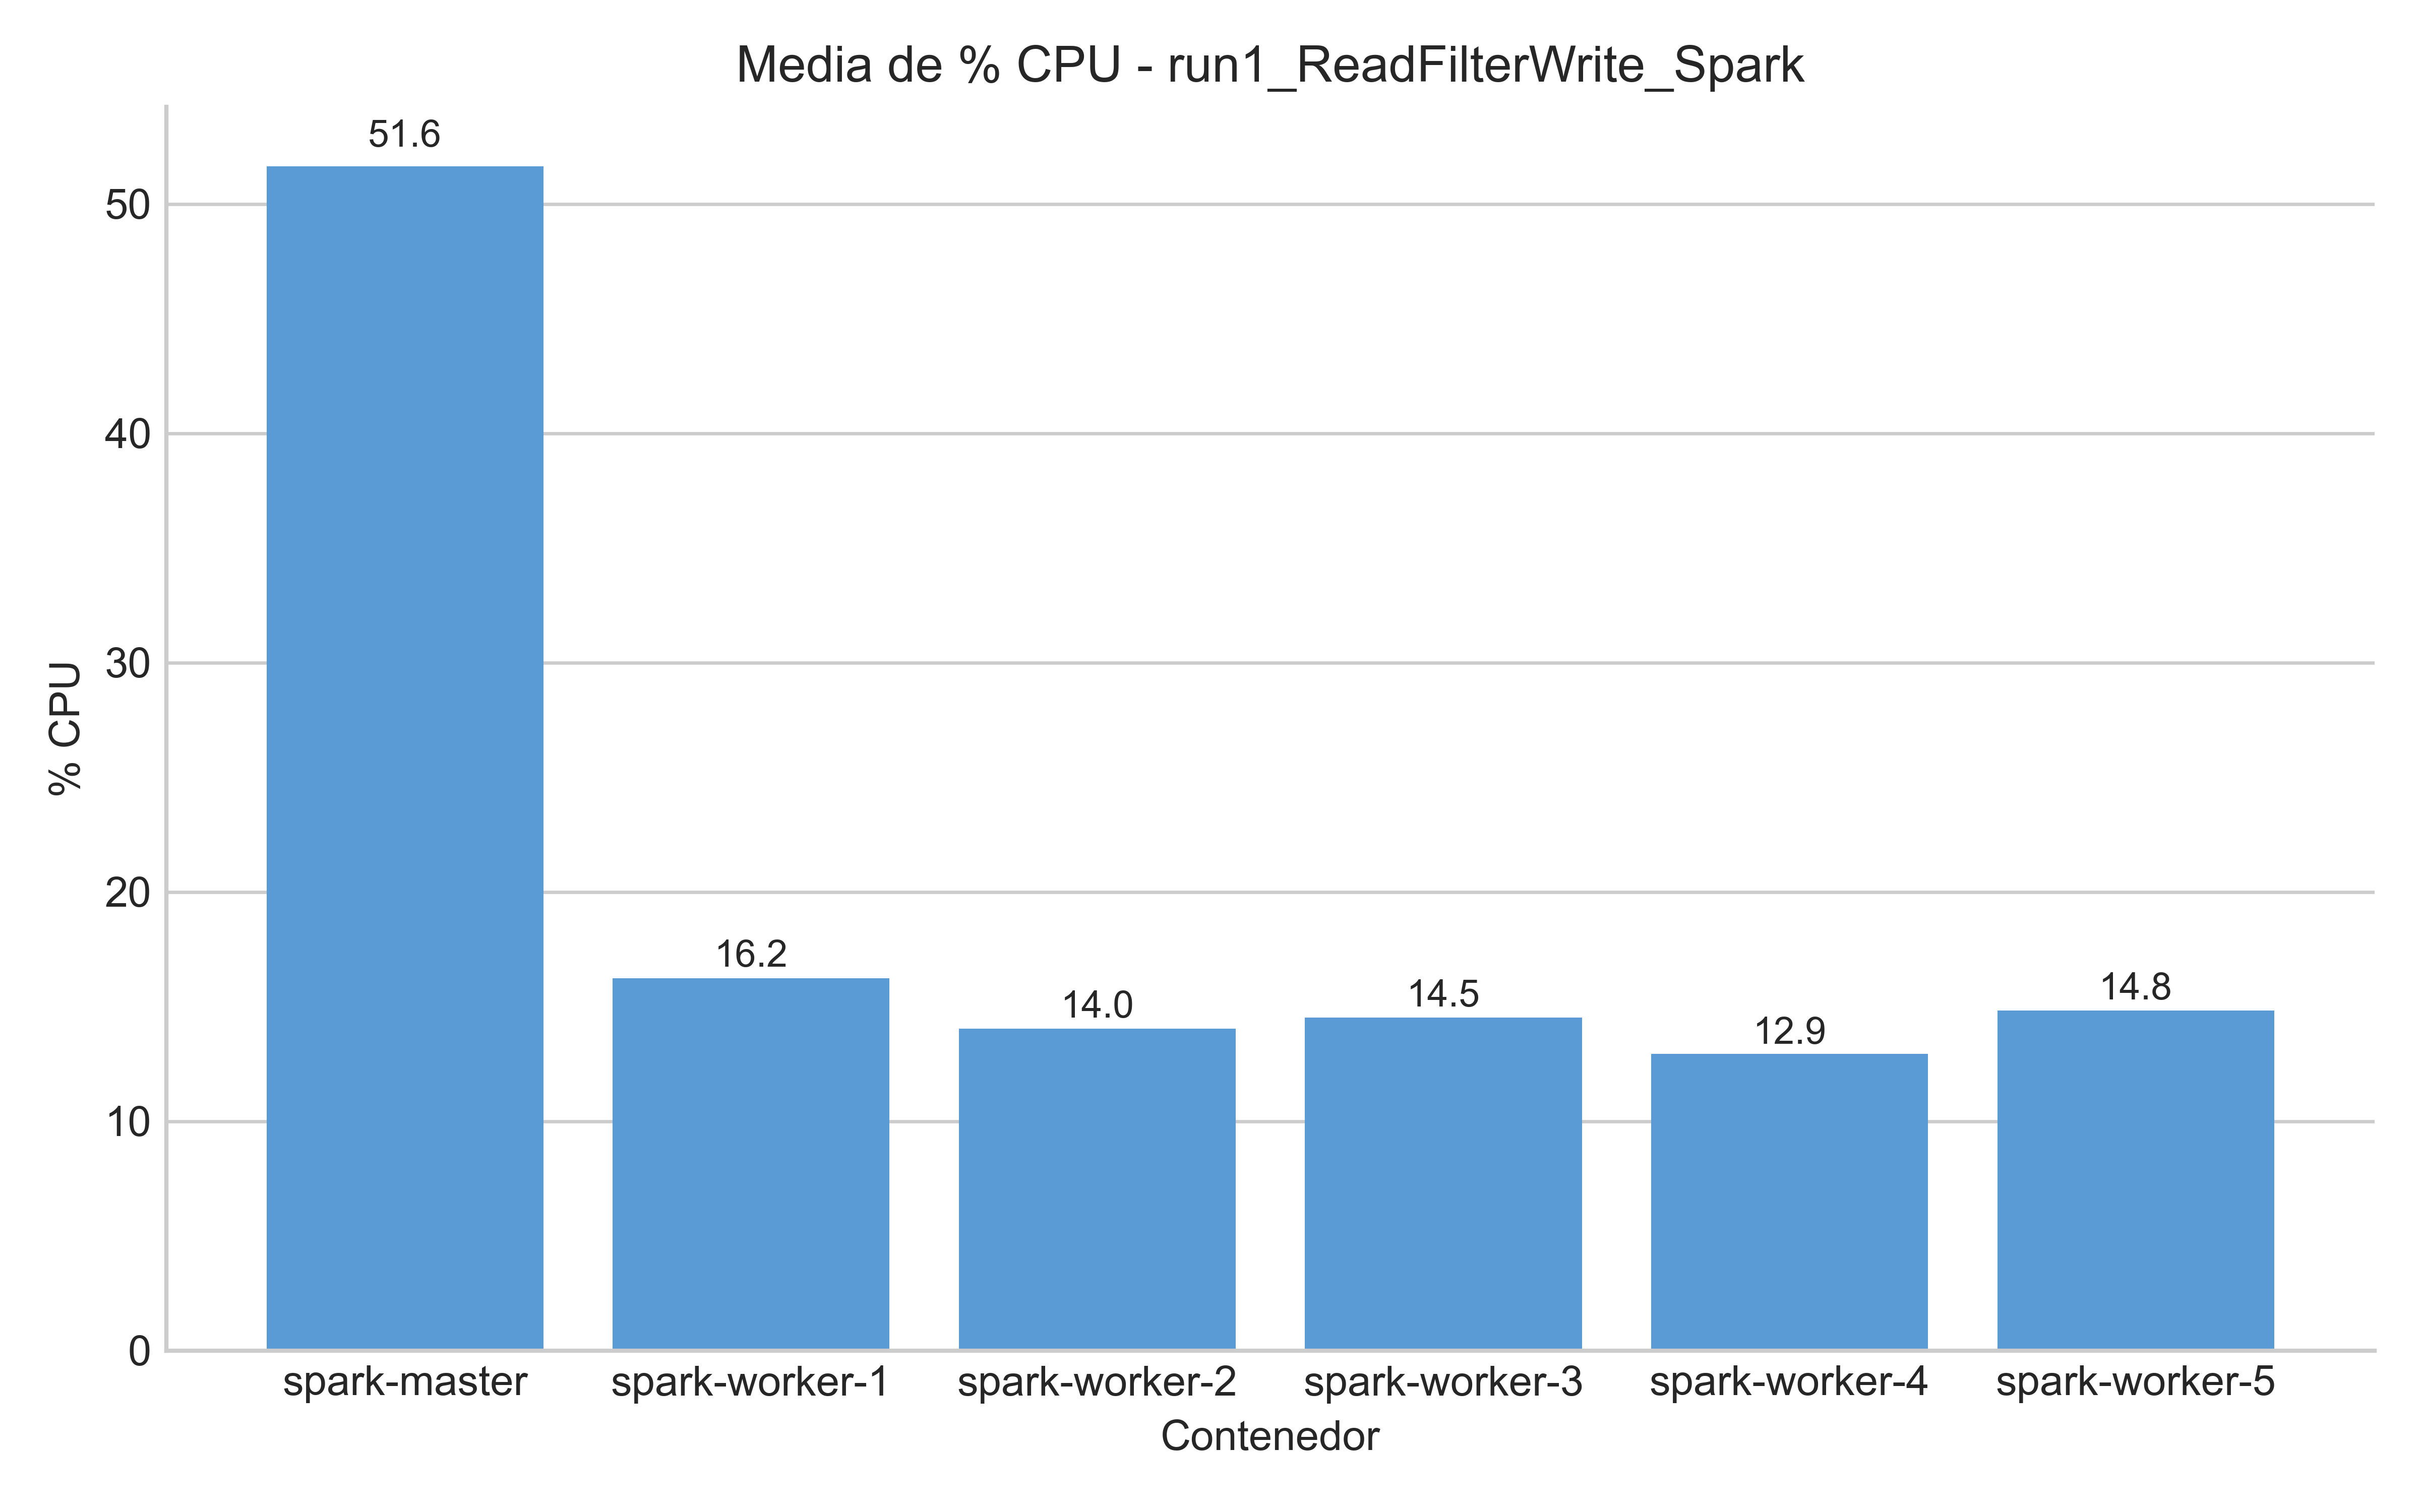 Media de % CPU - run1_ReadFilterWrite_Spark
51.6
50
40
30
20
10
0
% CPU
16.2
14.0
14.5
12.9
14.8
spark-master
spark-worker-1
spark-worker-2
spark-worker-3
spark-worker-4
spark-worker-5
Contenedor